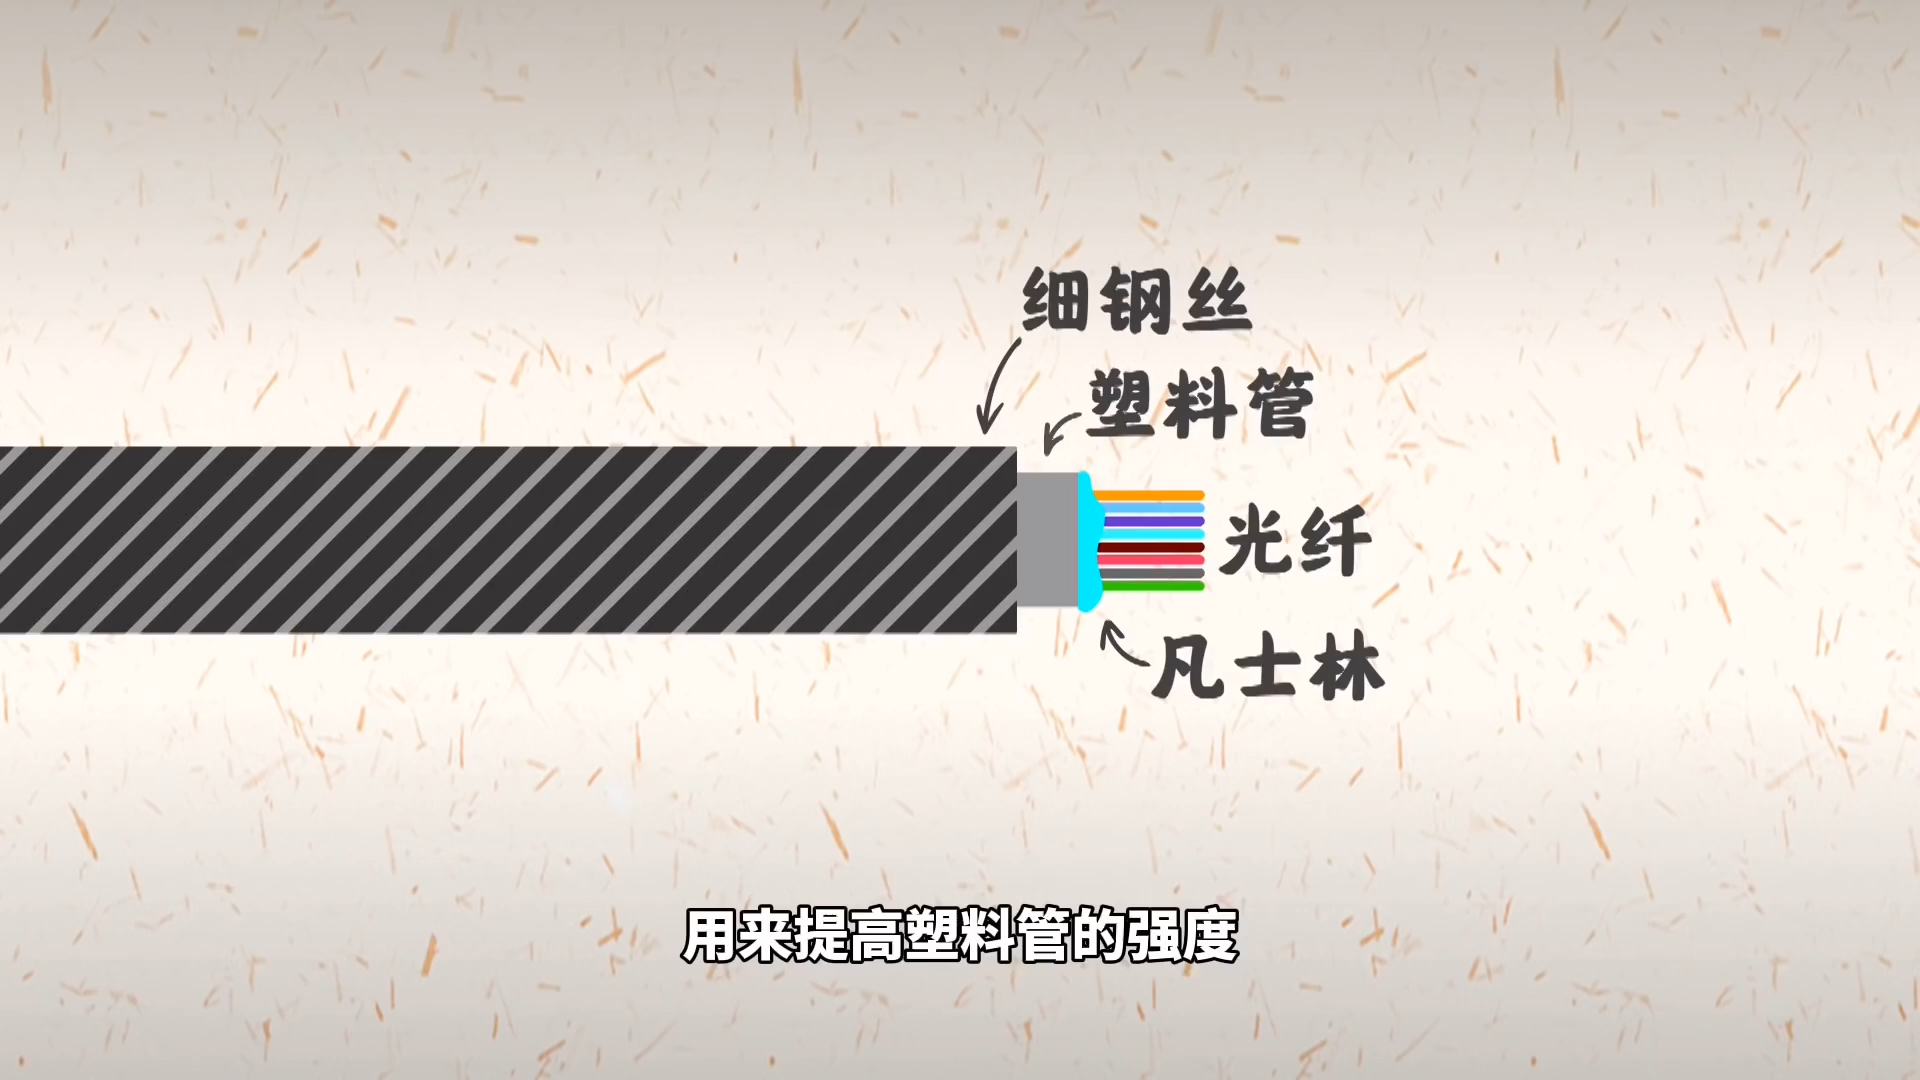 细钢丝
塑料管
光纤
凡士林
用来提高塑料管的强度